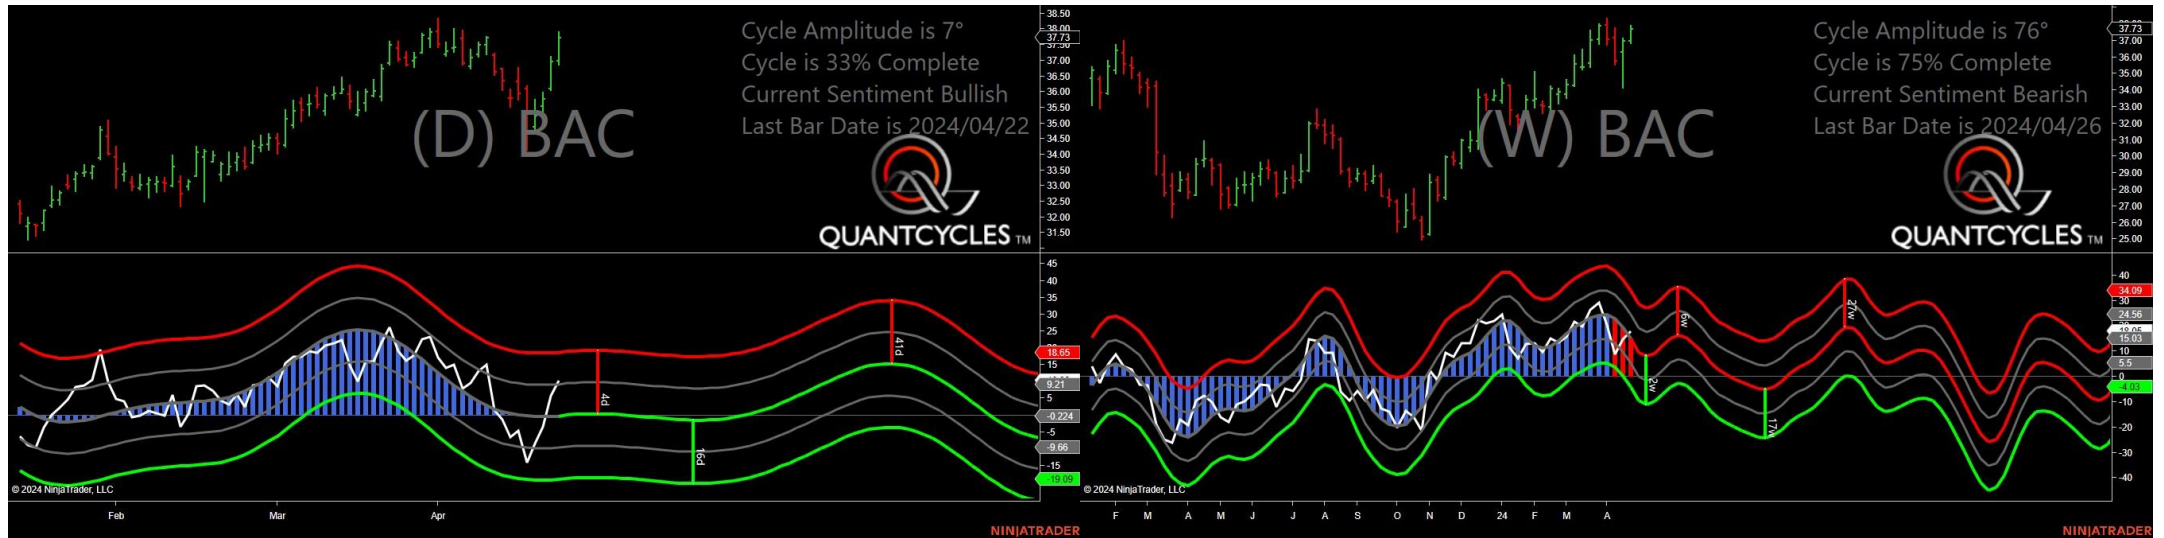 (D) BAC
Cycle Amplitude is 7°
Cycle is 33% Complete
Current Sentiment Bullish
Last Bar Date is 2024/04/22
QUANTCYCLES TM
38.50
38.00
37.73
37.50
37.00
36.50
36.00
35.50
35.00
34.50
34.00
33.50
33.00
32.50
32.00
31.50
45
40
35
30
25
18.65
15
9.21
5
-0.224
-5
-9.66
-15
-19.09
4d
16d
41d
© 2024 NinjaTrader, LLC
Feb
Mar
Apr
NINJATRADER
(W) BAC
Cycle Amplitude is 76°
Cycle is 75% Complete
Current Sentiment Bearish
Last Bar Date is 2024/04/26
QUANTCYCLES TM
37.73
37.00
36.00
35.00
34.00
33.00
32.00
31.00
30.00
29.00
28.00
27.00
26.00
25.00
40
34.09
30
24.56
18.05
15.03
10
5.5
0
-4.03
-10
-20
-30
-40
2w
6w
17w
27w
© 2024 NinjaTrader, LLC
F
M
A
M
J
J
A
S
O
N
D
24
F
M
A
NINJATRADER